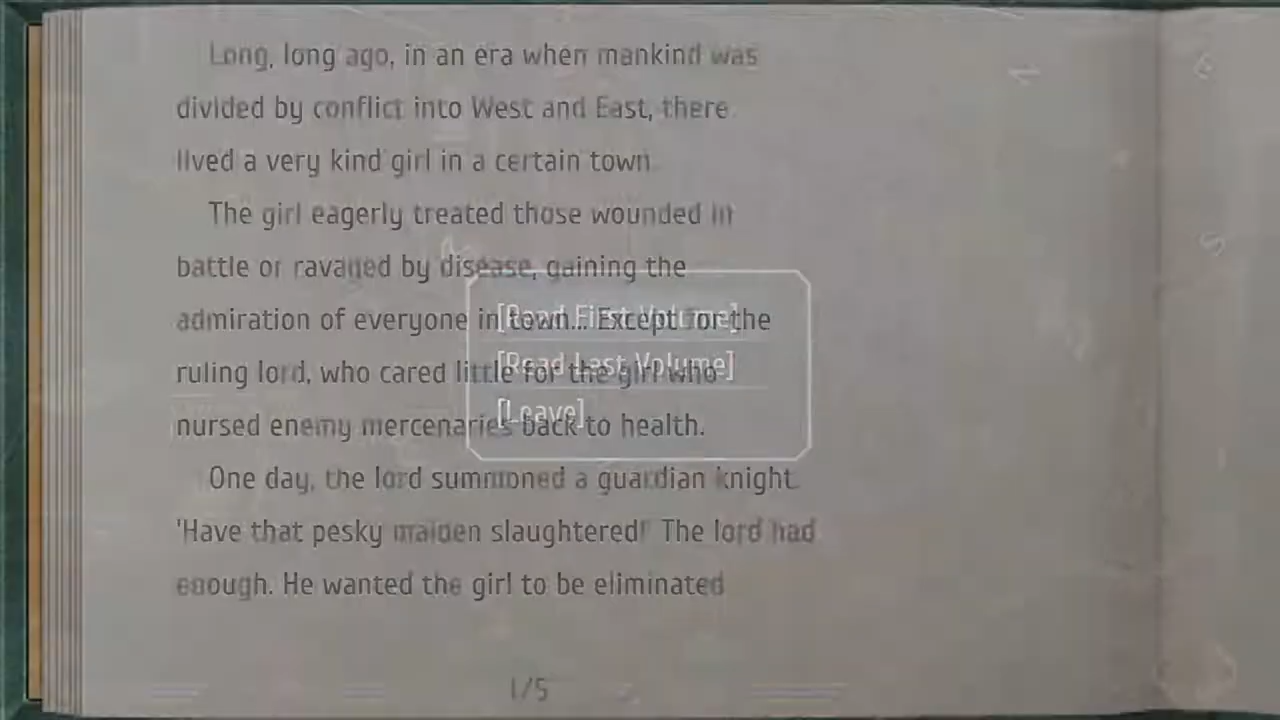 Long, long ago, in an era when mankind was
divided by conflict into West and East, there
lived a very kind girl in a certain town.
The girl eagerly treated those wounded in
battle or ravaged by disease, gaining the
admiration of everyone in town... Except for the
ruling lord, who cared little for the girl who
nursed enemy mercenaries back to health.
One day, the lord summoned a guardian knight.
'Have that pesky maiden slaughtered!' The lord had
enough. He wanted the girl to be eliminated
[Read First Volume]
[Read Last Volume]
[Leave]
1/5